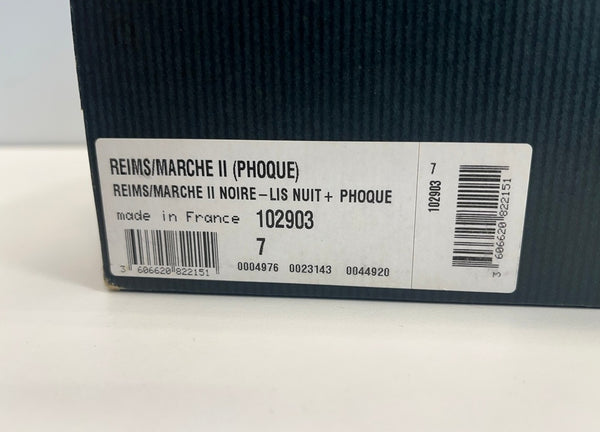 REIMS/MARCHE II (PHOQUE)
REIMS/MARCHE II NOIRE–LIS NUIT+ PHOQUE
made in France 102903
7
3 606620 822151
0004976 0023143 0044920
7
102903
3 606620 822151